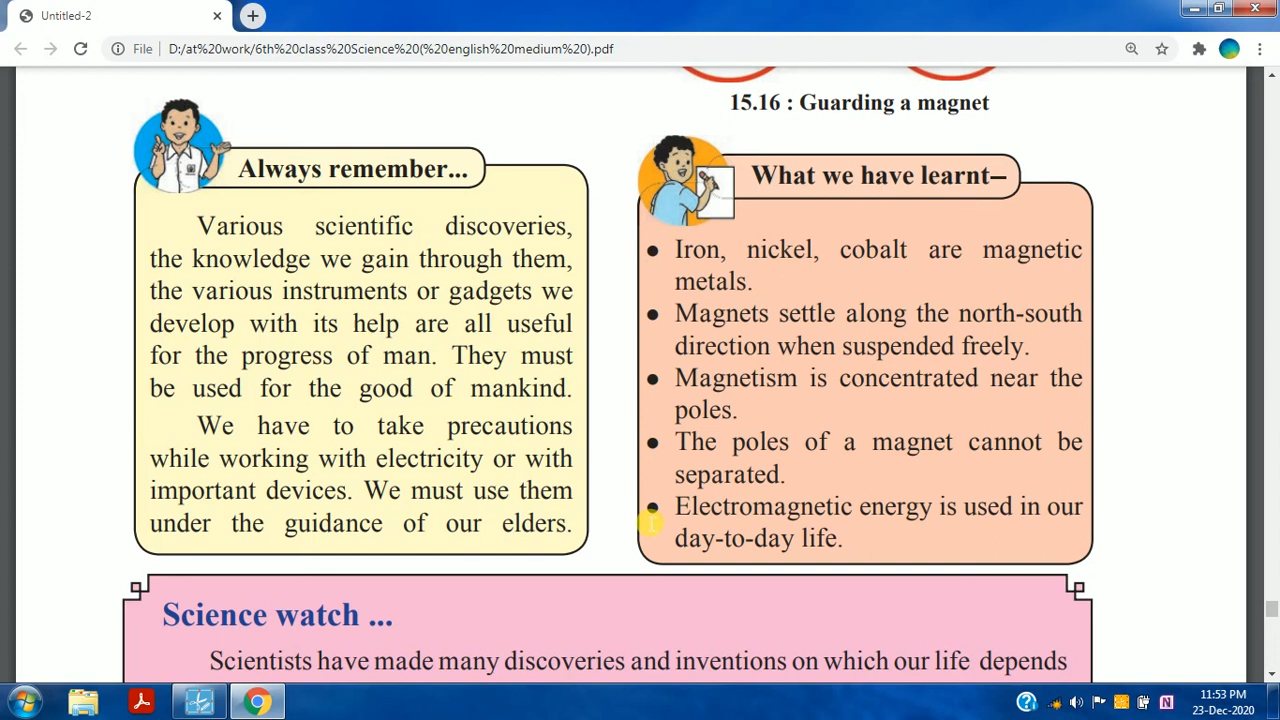 Untitled-2
File
D:/at%20work/6th%20class%20Science%20(%20english%20medium%20).pdf
15.16 : Guarding a magnet
Always remember...
Various scientific discoveries,
the knowledge we gain through them,
the various instruments or gadgets we
develop with its help are all useful
for the progress of man. They must
be used for the good of mankind.
We have to take precautions
while working with electricity or with
important devices. We must use them
under the guidance of our elders.
What we have learnt–
• Iron, nickel, cobalt are magnetic
metals.
• Magnets settle along the north-south
direction when suspended freely.
• Magnetism is concentrated near the
poles.
• The poles of a magnet cannot be
separated.
• Electromagnetic energy is used in our
day-to-day life.
Science watch ...
Scientists have made many discoveries and inventions on which our life depends
11:53 PM
23-Dec-2020